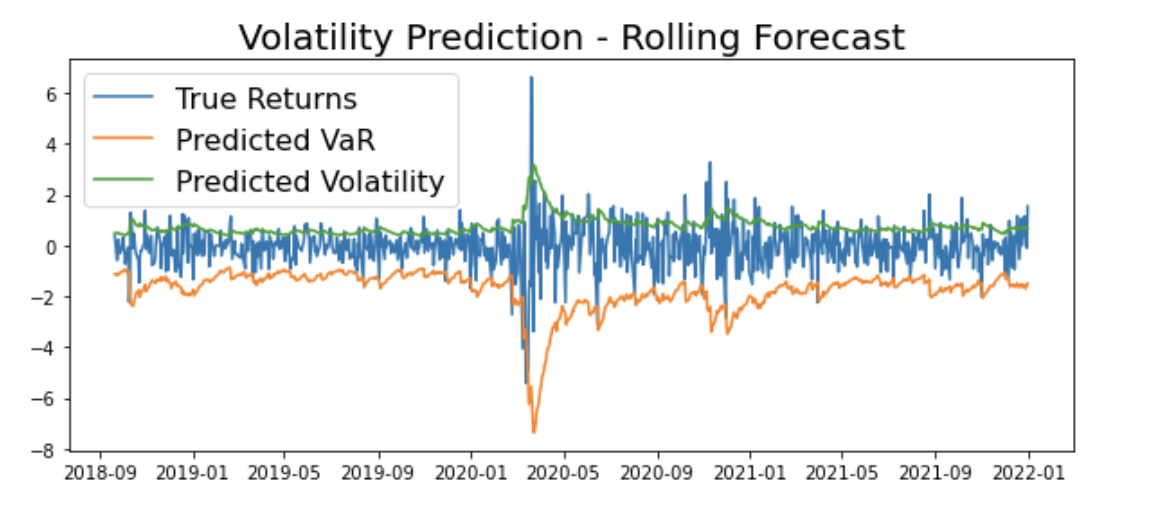 Volatility Prediction - Rolling Forecast
True Returns
Predicted VaR
Predicted Volatility
6
4
2
0
−2
−4
−6
−8
2018-09 2019-01 2019-05 2019-09 2020-01 2020-05 2020-09 2021-01 2021-05 2021-09 2022-01